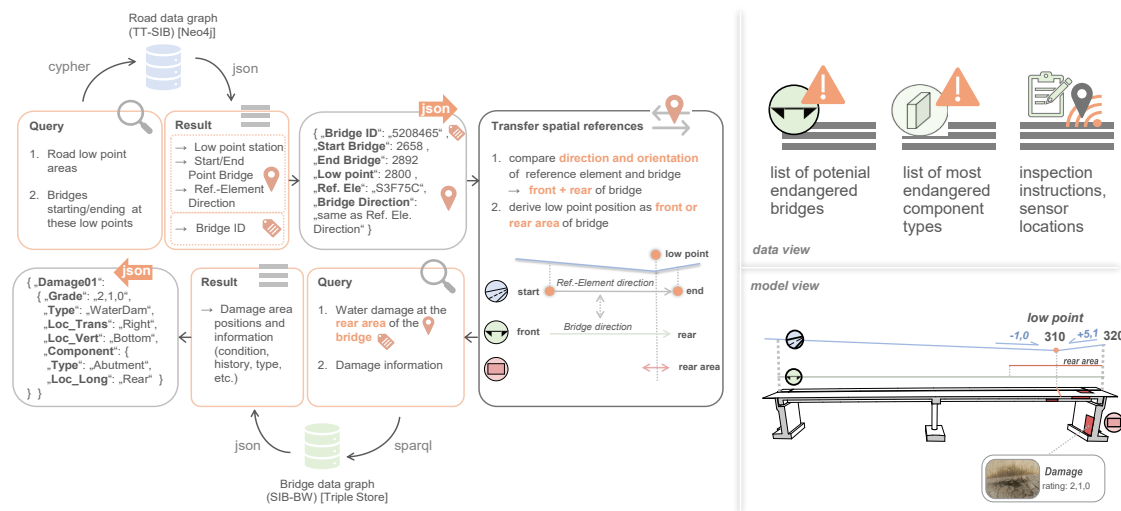 Road data graph
(TT-SIB) [Neo4j]
cypher
json
Query
1. Road low point
areas
2. Bridges
starting/ending at
these low points
Result
→ Low point station
→ Start/End
Point Bridge
→ Ref.-Element
Direction
→ Bridge ID
json
{ „Bridge ID“: „5208465“ ,
„Start Bridge“: 2658 ,
„End Bridge“: 2892
„Low point“: 2800 ,
„Ref. Ele“: „S3F75C“,
„Bridge Direction“:
„same as Ref. Ele.
Direction“ }
Transfer spatial references
1. compare direction and orientation
of reference element and bridge
→ front + rear of bridge
2. derive low point position as front or
rear area of bridge
low point
Ref.-Element direction
start
end
Bridge direction
front
rear
rear area
json
{ „Damage01“:
{ „Grade“: „2,1,0“,
„Type“: „WaterDam“,
„Loc_Trans“: „Right“,
„Loc_Vert“: „Bottom“,
„Component“: {
„Type“: „Abutment“,
„Loc_Long“: „Rear“ }
} }
Result
→ Damage area
positions and
information
(condition,
history, type,
etc.)
Query
1. Water damage at the
rear area of the
bridge
2. Damage information
json
sparql
Bridge data graph
(SIB-BW) [Triple Store]
list of potenial
endangered
bridges
list of most
endangered
component
types
inspection
instructions,
sensor
locations
data view
model view
low point
-1,0
310
+5,1
320
rear area
Damage
rating: 2,1,0